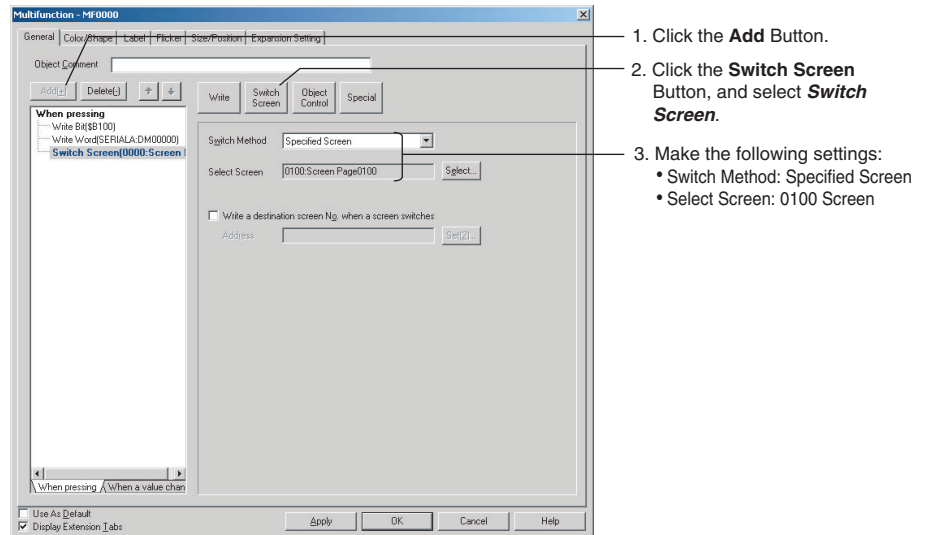 Multifunction - MF0000
General Color/Shape Label Flicker Size/Position Expansion Setting
Object Comment
Add(+) Delete(-)
Write Switch Screen Object Control Special
When pressing
Write Bit($B100)
Write Word(SERIALA:DM00000)
Switch Screen(0000:Screen
Switch Method Specified Screen
Select Screen 0100:Screen Page0100 Select...
Write a destination screen No. when a screen switches
Address Set[2]...
When pressing When a value chan
Use As Default
Display Extension Tabs
Apply OK Cancel Help
1. Click the Add Button.
2. Click the Switch Screen
Button, and select Switch
Screen.
3. Make the following settings:
• Switch Method: Specified Screen
• Select Screen: 0100 Screen